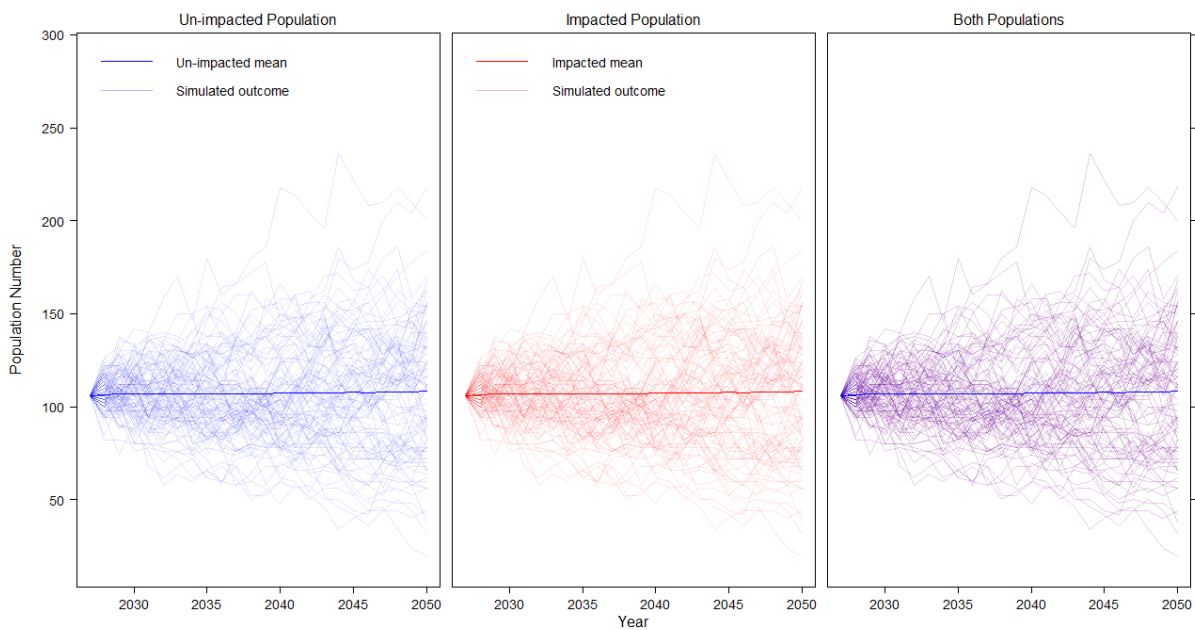 Un-impacted Population
Impacted Population
Both Populations
Un-impacted mean
Simulated outcome
Impacted mean
Simulated outcome
Population Number
300
250
200
150
100
50
2030 2035 2040 2045 2050
2030 2035 2040 2045 2050
2030 2035 2040 2045 2050
Year